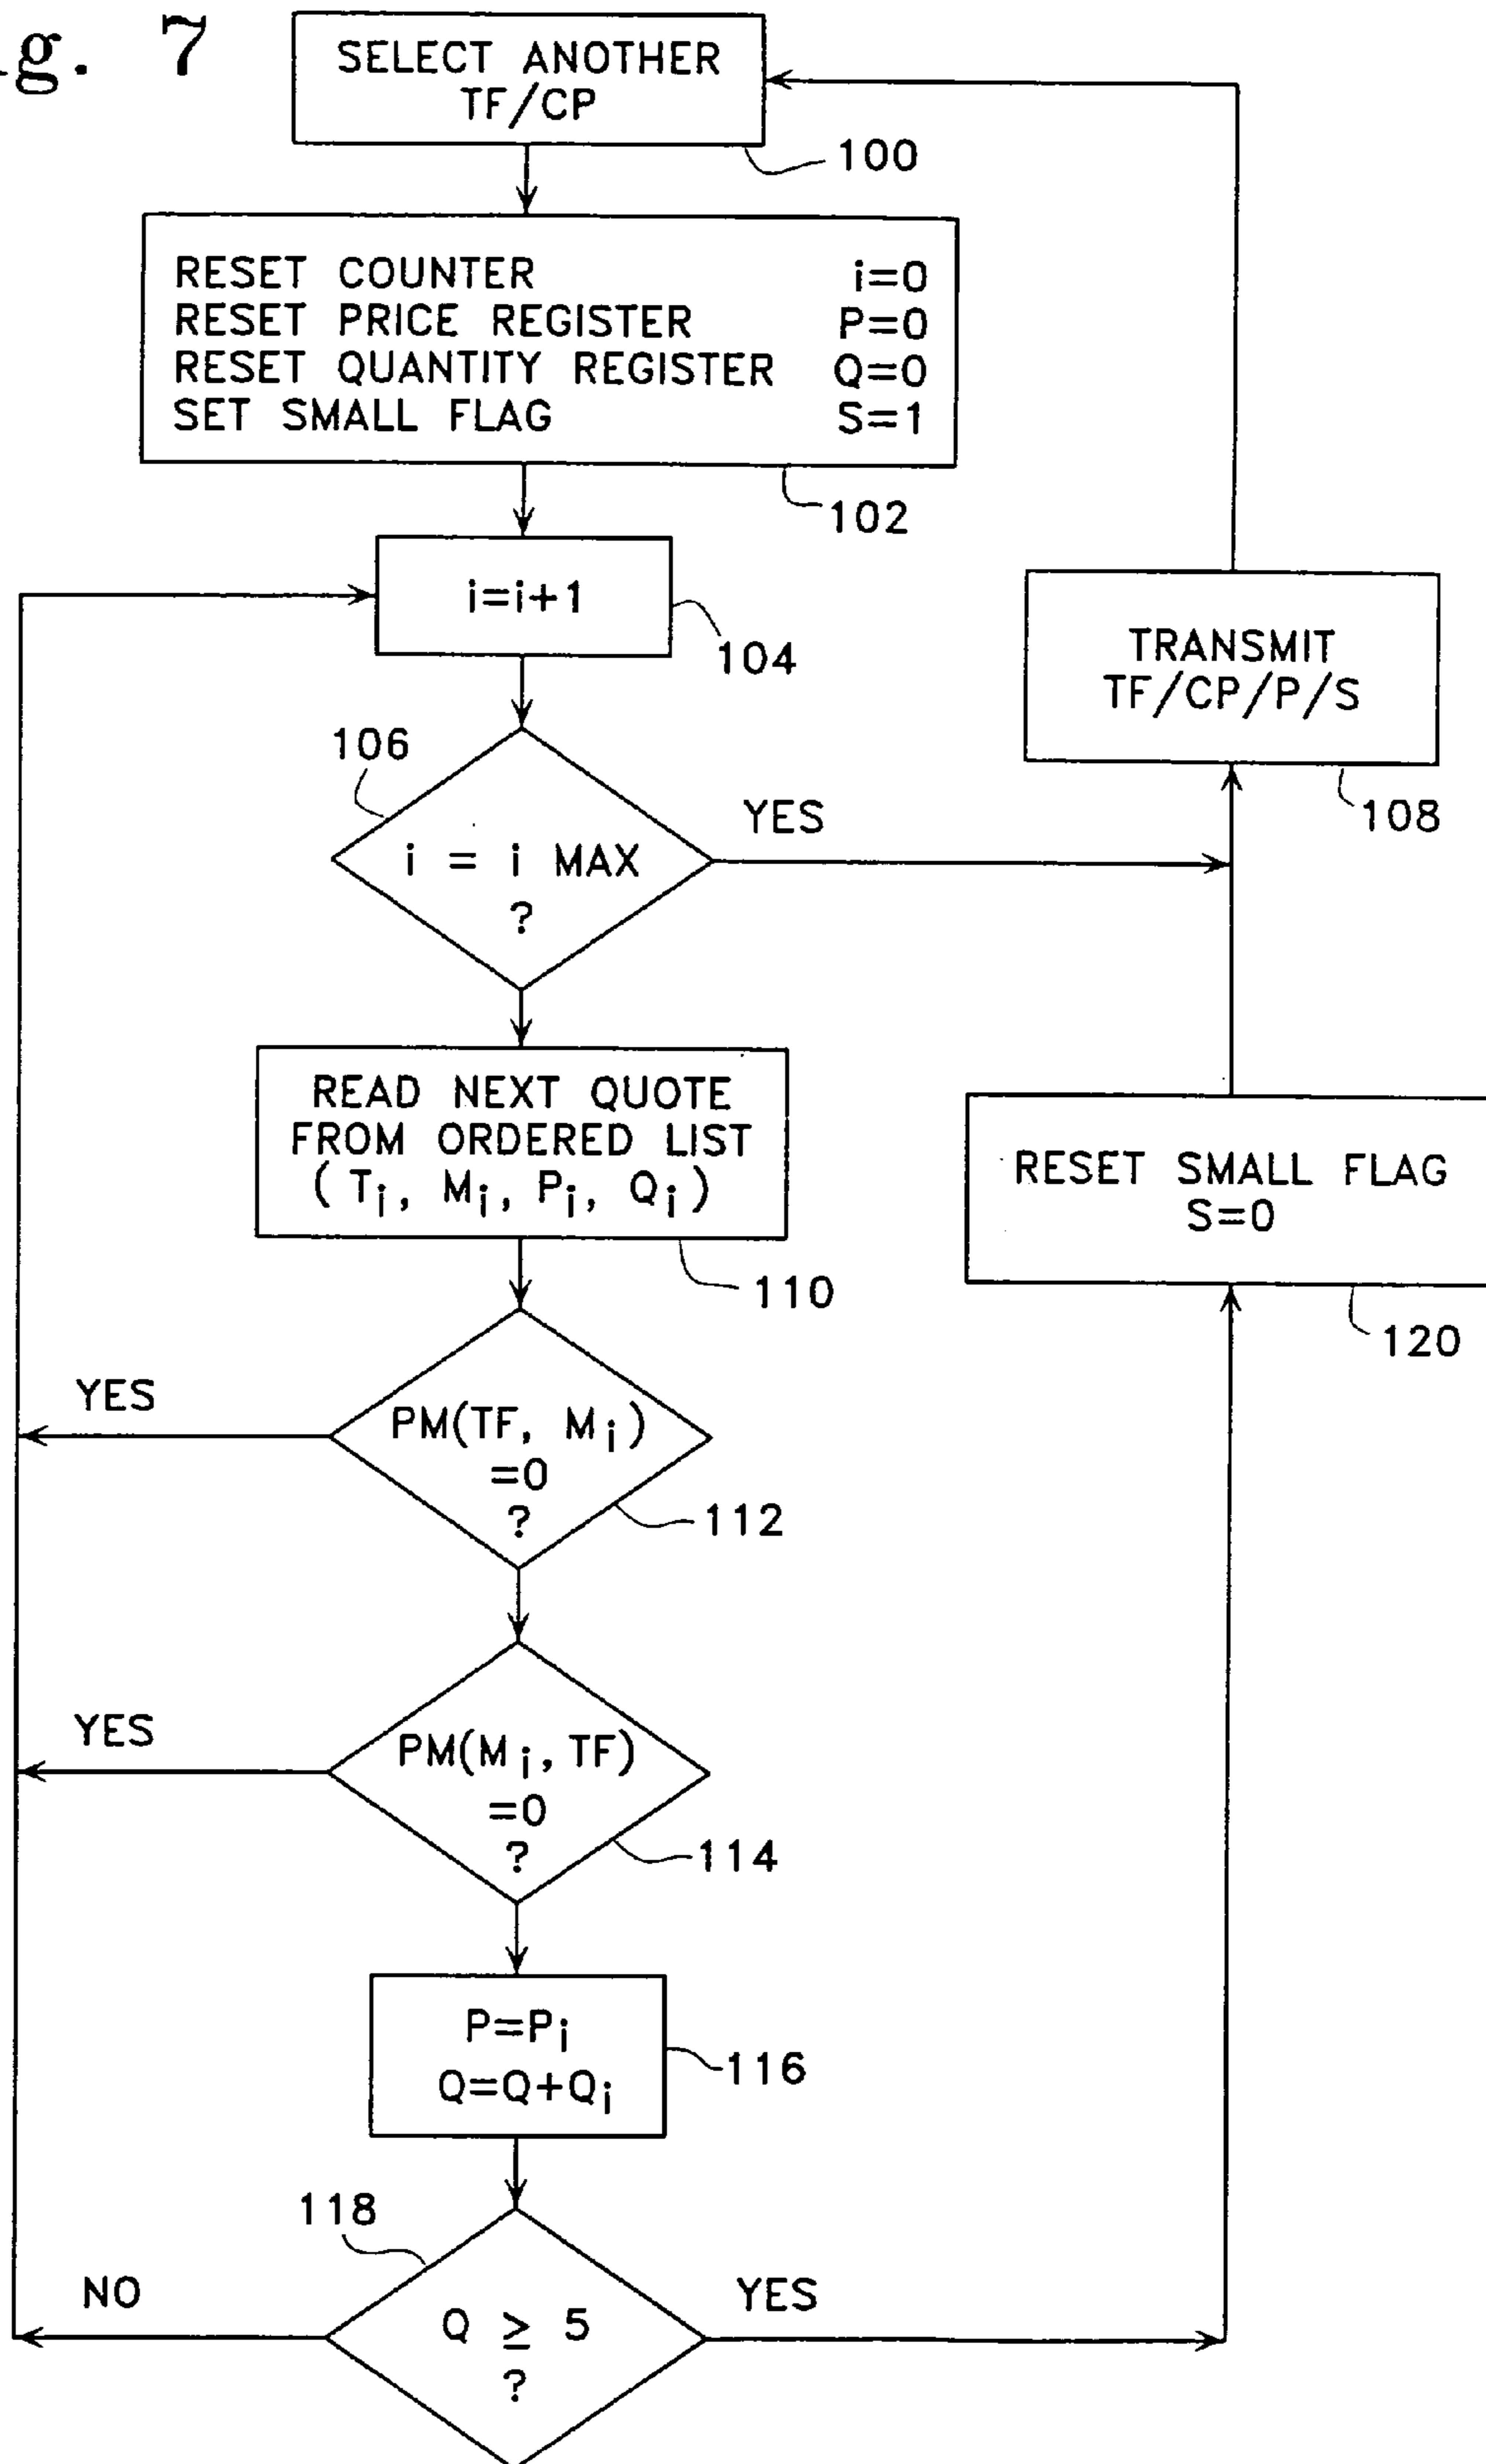 g. 7
SELECT ANOTHER
TF/CP
100
RESET COUNTER i=0
RESET PRICE REGISTER P=0
RESET QUANTITY REGISTER Q=0
SET SMALL FLAG S=1
102
i=i+1
104
TRANSMIT
TF/CP/P/S
108
106
i = i MAX
?
YES
READ NEXT QUOTE
FROM ORDERED LIST
( Ti, Mi, Pi, Qi )
110
RESET SMALL FLAG
S=0
120
YES
PM(TF, Mi)
=0
?
112
YES
PM(Mi, TF)
=0
?
114
P=Pi
Q=Q+Qi
116
118
NO
Q ≥ 5
?
YES